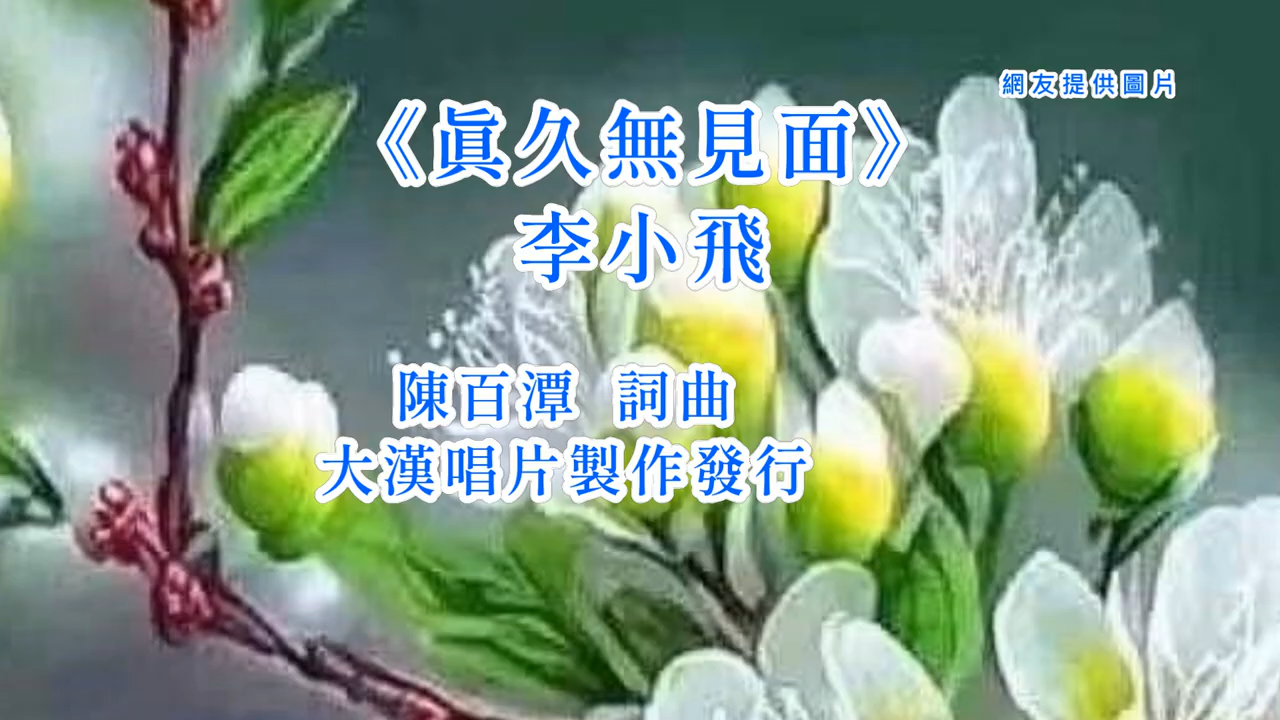 網友提供圖片
《眞久無見面》
李小飛
陳百潭 詞曲
大漢唱片製作發行